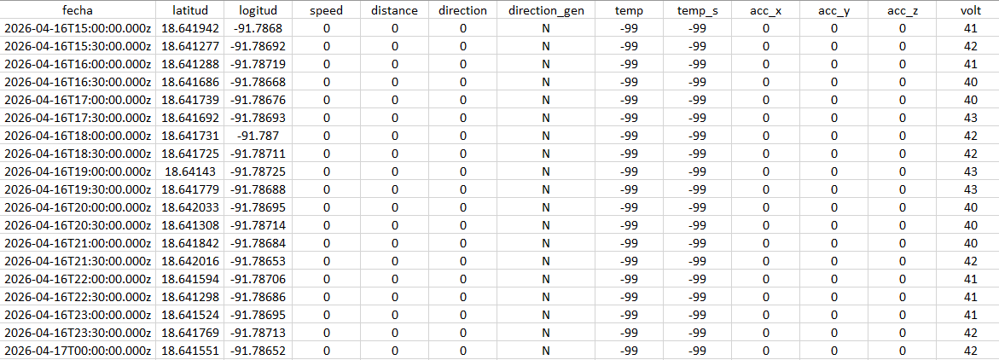 fecha latitud logitud speed distance direction direction_gen temp temp_s acc_x acc_y acc_z volt
2026-04-16T15:00:00.000z 18.641942 -91.7868 0 0 0 N -99 -99 0 0 0 41
2026-04-16T15:30:00.000z 18.641277 -91.78692 0 0 0 N -99 -99 0 0 0 42
2026-04-16T16:00:00.000z 18.641288 -91.78719 0 0 0 N -99 -99 0 0 0 41
2026-04-16T16:30:00.000z 18.641686 -91.78668 0 0 0 N -99 -99 0 0 0 40
2026-04-16T17:00:00.000z 18.641739 -91.78676 0 0 0 N -99 -99 0 0 0 40
2026-04-16T17:30:00.000z 18.641692 -91.78693 0 0 0 N -99 -99 0 0 0 43
2026-04-16T18:00:00.000z 18.641731 -91.787 0 0 0 N -99 -99 0 0 0 42
2026-04-16T18:30:00.000z 18.641725 -91.78711 0 0 0 N -99 -99 0 0 0 42
2026-04-16T19:00:00.000z 18.64143 -91.78725 0 0 0 N -99 -99 0 0 0 43
2026-04-16T19:30:00.000z 18.641779 -91.78688 0 0 0 N -99 -99 0 0 0 43
2026-04-16T20:00:00.000z 18.642033 -91.78695 0 0 0 N -99 -99 0 0 0 40
2026-04-16T20:30:00.000z 18.641308 -91.78714 0 0 0 N -99 -99 0 0 0 40
2026-04-16T21:00:00.000z 18.641842 -91.78684 0 0 0 N -99 -99 0 0 0 40
2026-04-16T21:30:00.000z 18.642016 -91.78653 0 0 0 N -99 -99 0 0 0 42
2026-04-16T22:00:00.000z 18.641594 -91.78706 0 0 0 N -99 -99 0 0 0 41
2026-04-16T22:30:00.000z 18.641298 -91.78686 0 0 0 N -99 -99 0 0 0 41
2026-04-16T23:00:00.000z 18.641524 -91.78695 0 0 0 N -99 -99 0 0 0 41
2026-04-16T23:30:00.000z 18.641769 -91.78713 0 0 0 N -99 -99 0 0 0 42
2026-04-17T00:00:00.000z 18.641551 -91.78652 0 0 0 N -99 -99 0 0 0 42